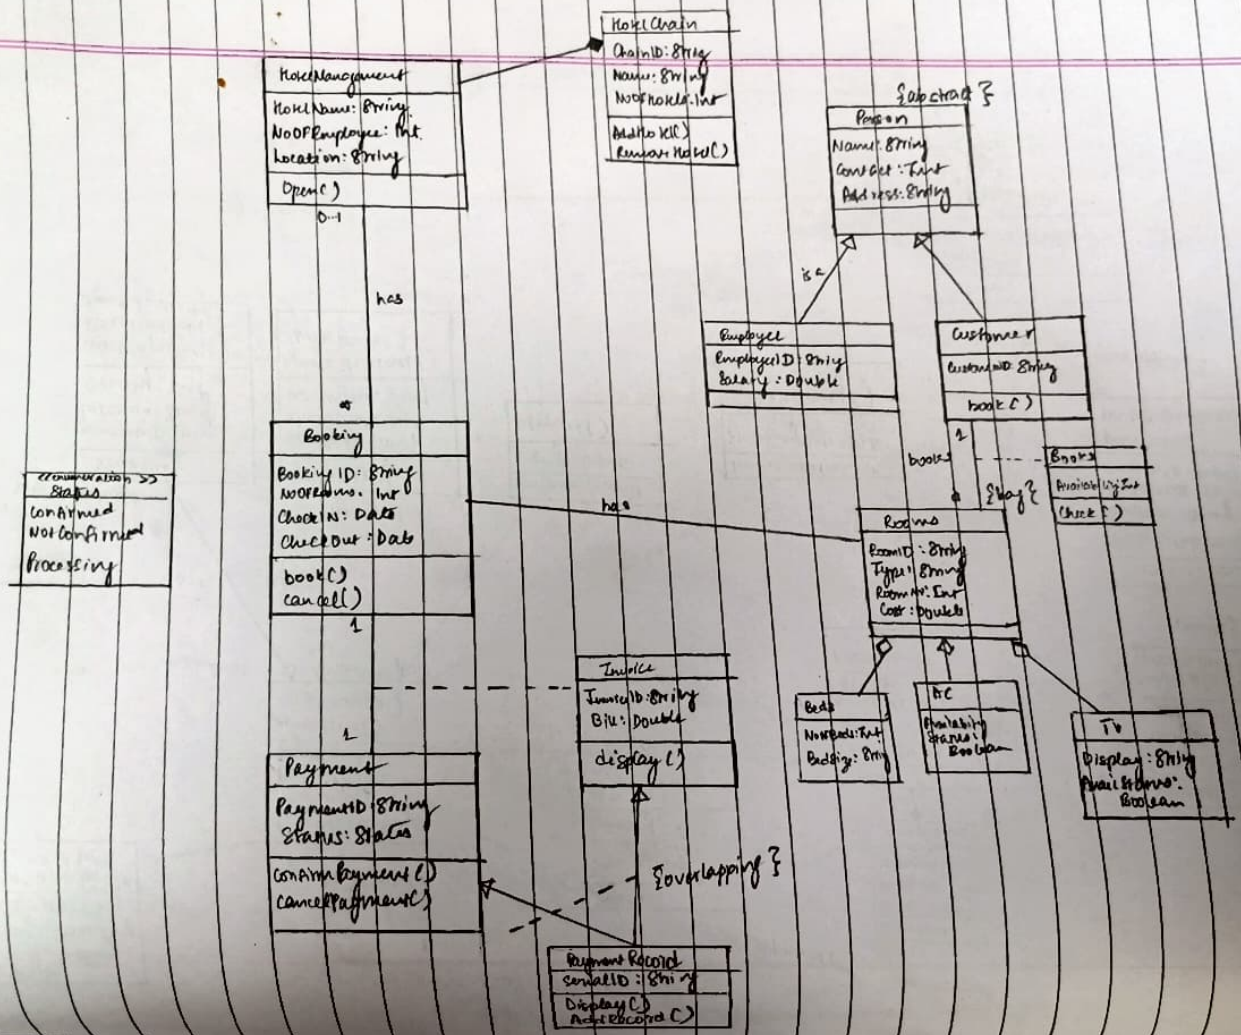 HotelChain
ChainID: String
Name: String
NoOfHotels: Int
AddHotel()
RemoveHotel()
HotelManagement
HotelName: String
NoOFEmployee: Int
Location: String
Open()
0..1
has
*
{abstract}
Person
Name: String
Contact: Int
Address: String
is a
Employee
EmployeeID: String
Salary: Double
Customer
CustomerID: String
book()
1
books
*
{bag}
Books
Availability: Int
Check()
Booking
BookingID: String
NoOFRooms: Int
CheckIN: Date
CheckOut: Date
book()
cancel()
1
has
<<enumeration>>
Status
Confirmed
NotConfirmed
Processing
Rooms
RoomID: String
Type: String
RoomNr: Int
Cost: Double
Beds
NoOfBeds: Int
BedSize: String
AC
Availability
Status:
Boolean
TV
Display: String
AvailStatus:
Boolean
Invoice
InvoiceID: String
Bill: Double
display()
1
Payment
PaymentID: String
Status: Status
ConfirmPayment()
CancelPayment()
{overlapping}
Payment Record
SerialID: String
Display()
AddRecord()